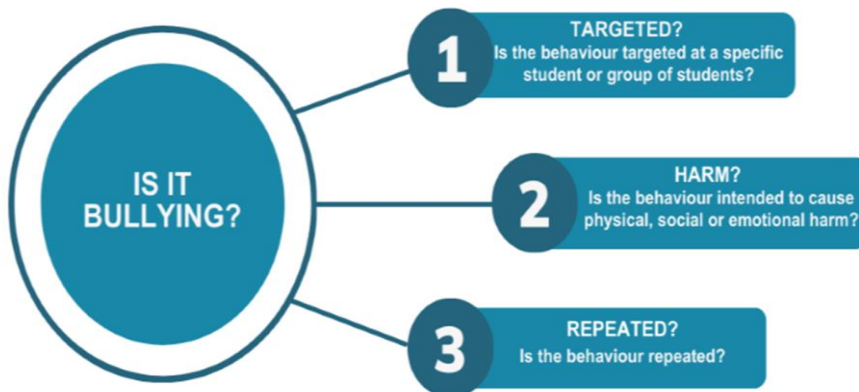 IS IT
BULLYING?
1
TARGETED?
Is the behaviour targeted at a specific
student or group of students?
2
HARM?
Is the behaviour intended to cause
physical, social or emotional harm?
3
REPEATED?
Is the behaviour repeated?